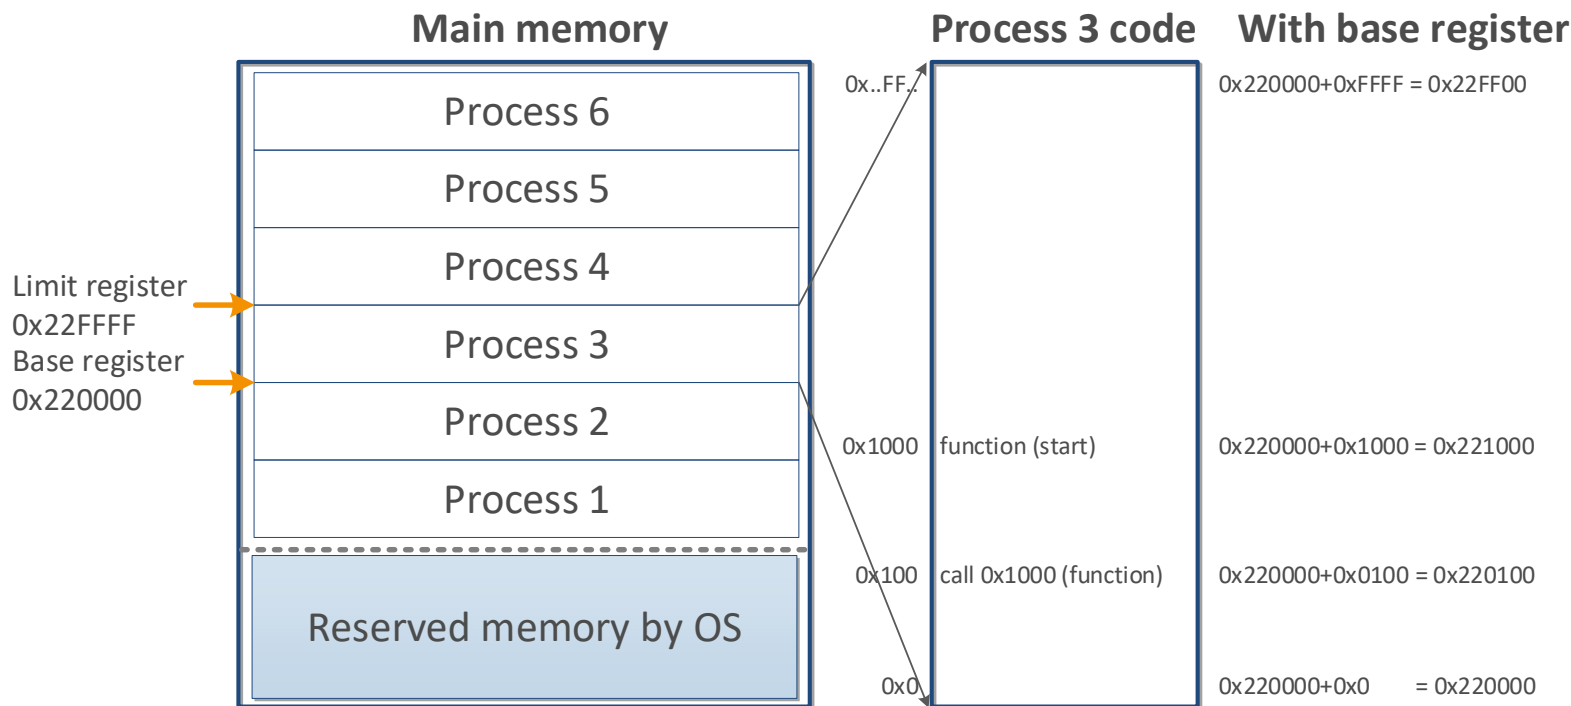 Main memory
Process 3 code
With base register
Process 6
Process 5
Process 4
Process 3
Process 2
Process 1
Reserved memory by OS
Limit register
0x22FFFF
Base register
0x220000
0x..FF..
0x220000+0xFFFF = 0x22FF00
0x1000 function (start)
0x220000+0x1000 = 0x221000
0x100 call 0x1000 (function)
0x220000+0x0100 = 0x220100
0x0
0x220000+0x0 = 0x220000